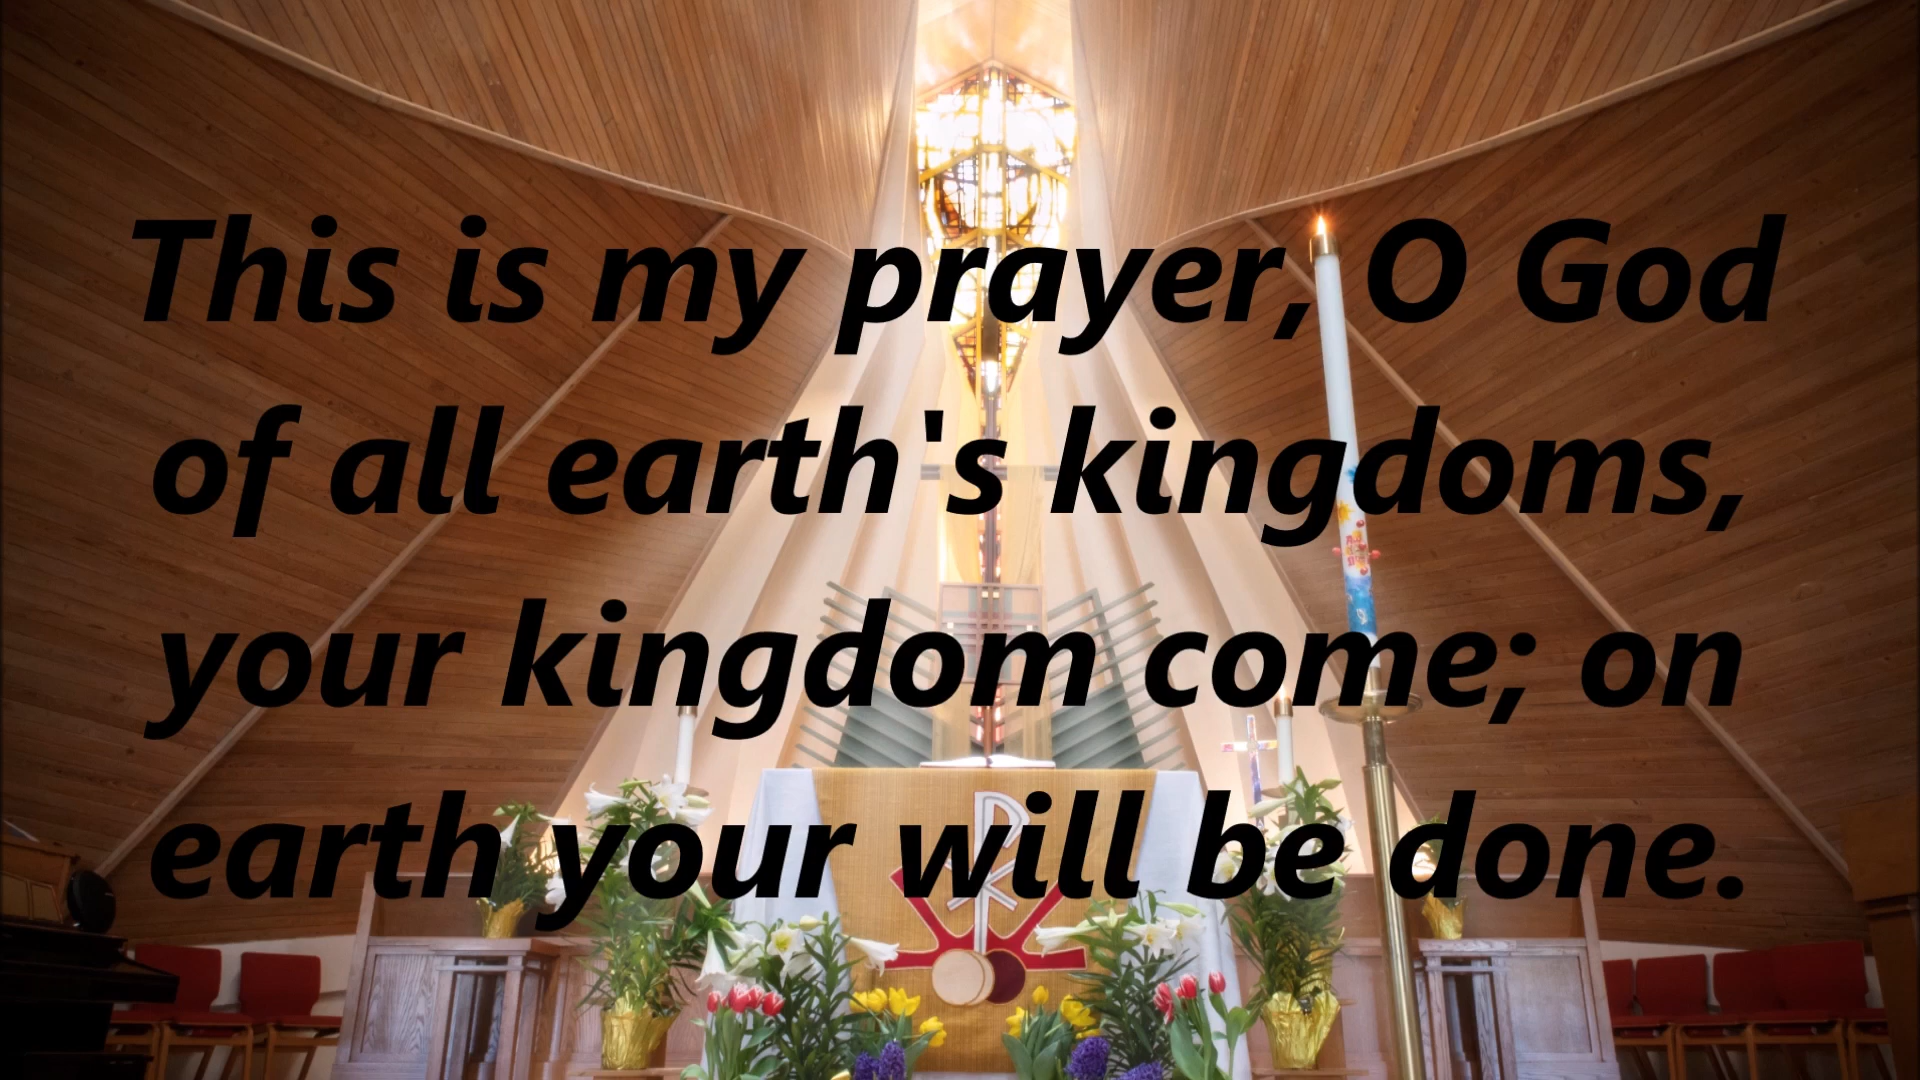 This is my prayer, O God
of all earth's kingdoms,
your kingdom come; on
earth your will be done.